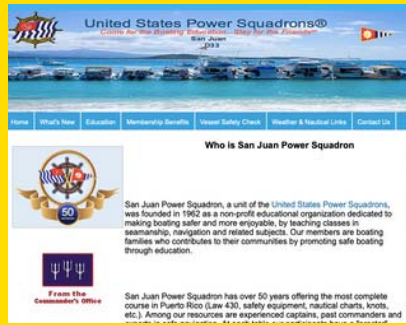 United States Power Squadrons®
Come for the Boating Education...Stay for the Friends℠
San Juan
D33
Home What's New Education Membership Benefits Vessel Safety Check Weather & Nautical Links Contact Us
Who is San Juan Power Squadron
50
San Juan Power Squadron, a unit of the United States Power Squadrons,
was founded in 1962 as a non-profit educational organization dedicated to
making boating safer and more enjoyable, by teaching classes in
seamanship, navigation and related subjects. Our members are boating
families who contributes to their communities by promoting safe boating
through education.
From the
Commander's Office
San Juan Power Squadron has over 50 years offering the most complete
course in Puerto Rico (Law 430, safety equipment, nautical charts, knots,
etc.). Among our resources are experienced captains, past commanders and